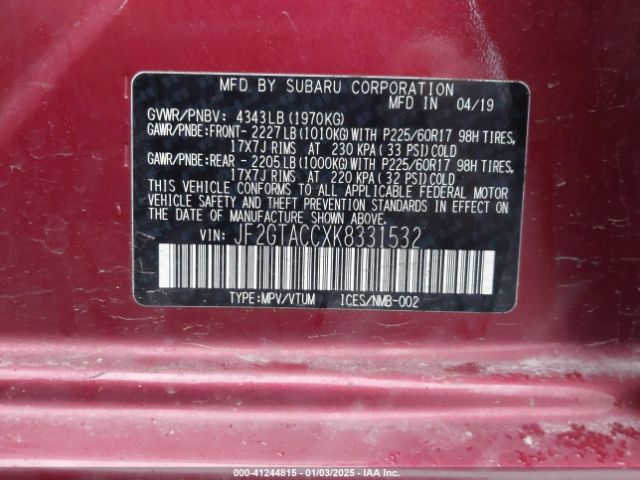 MFD BY SUBARU CORPORATION
MFD IN 04/19
GVWR/PNBV: 4343LB (1970KG)
GAWR/PNBE:FRONT- 2227LB (1010KG) WITH P225/60R17 98H TIRES,
17X7J RIMS AT 230 KPA (33 PSI) COLD
GAWR/PNBE:REAR - 2205LB (1000KG) WITH P225/60R17 98H TIRES,
17X7J RIMS AT 220 KPA (32 PSI) COLD
THIS VEHICLE CONFORMS TO ALL APPLICABLE FEDERAL MOTOR
VEHICLE SAFETY AND THEFT PREVENTION STANDARDS IN EFFECT
ON THE DATE OF MANUFACTURE SHOWN ABOVE.
VIN: JF2GTACCXK8331532
TYPE:MPV/VTUM ICES/NMB-002
000-41244815 - 01/03/2025 - IAA Inc.